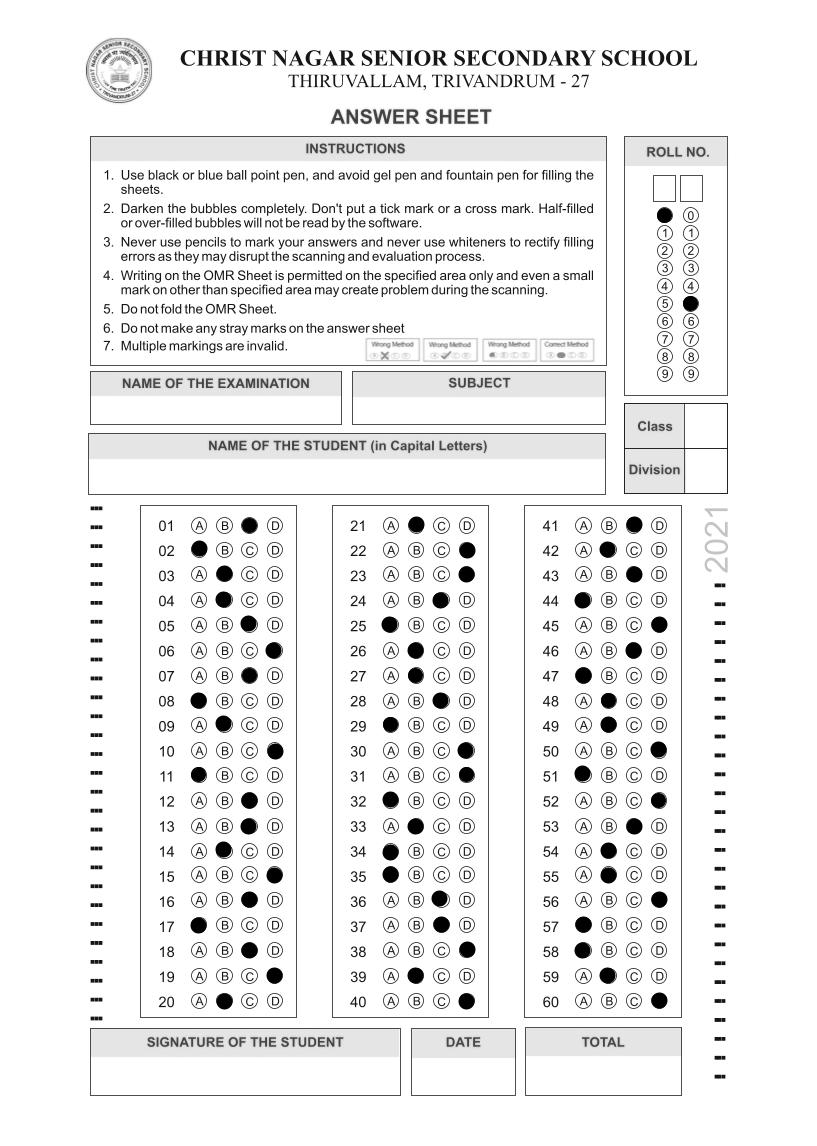 CHRIST NAGAR SENIOR SECONDARY SCHOOL
THIRUVALLAM, TRIVANDRUM - 27
ANSWER SHEET
INSTRUCTIONS
1. Use black or blue ball point pen, and avoid gel pen and fountain pen for filling the
sheets.
2. Darken the bubbles completely. Don't put a tick mark or a cross mark. Half-filled
or over-filled bubbles will not be read by the software.
3. Never use pencils to mark your answers and never use whiteners to rectify filling
errors as they may disrupt the scanning and evaluation process.
4. Writing on the OMR Sheet is permitted on the specified area only and even a small
mark on other than specified area may create problem during the scanning.
5. Do not fold the OMR Sheet.
6. Do not make any stray marks on the answer sheet
7. Multiple markings are invalid.
Wrong Method Wrong Method Wrong Method Correct Method
ROLL NO.
0
1 1
2 2
3 3
4 4
5
6 6
7 7
8 8
9 9
NAME OF THE EXAMINATION
SUBJECT
Class
Division
NAME OF THE STUDENT (in Capital Letters)
2021
01 A B D
02 B C D
03 A C D
04 A C D
05 A B D
06 A B C
07 A B D
08 B C D
09 A C D
10 A B C
11 B C D
12 A B D
13 A B D
14 A C D
15 A B C
16 A B D
17 B C D
18 A B D
19 A B C
20 A C D
21 A C D
22 A B C
23 A B C
24 A B D
25 B C D
26 A C D
27 A C D
28 A B D
29 B C D
30 A B C
31 A B C
32 B C D
33 A C D
34 B C D
35 B C D
36 A B D
37 A B D
38 A B C
39 A C D
40 A B C
41 A B D
42 A C D
43 A B D
44 B C D
45 A B C
46 A B D
47 B C D
48 A C D
49 A C D
50 A B C
51 B C D
52 A B C
53 A B D
54 A C D
55 A C D
56 A B C
57 B C D
58 B C D
59 A C D
60 A B C
SIGNATURE OF THE STUDENT
DATE
TOTAL